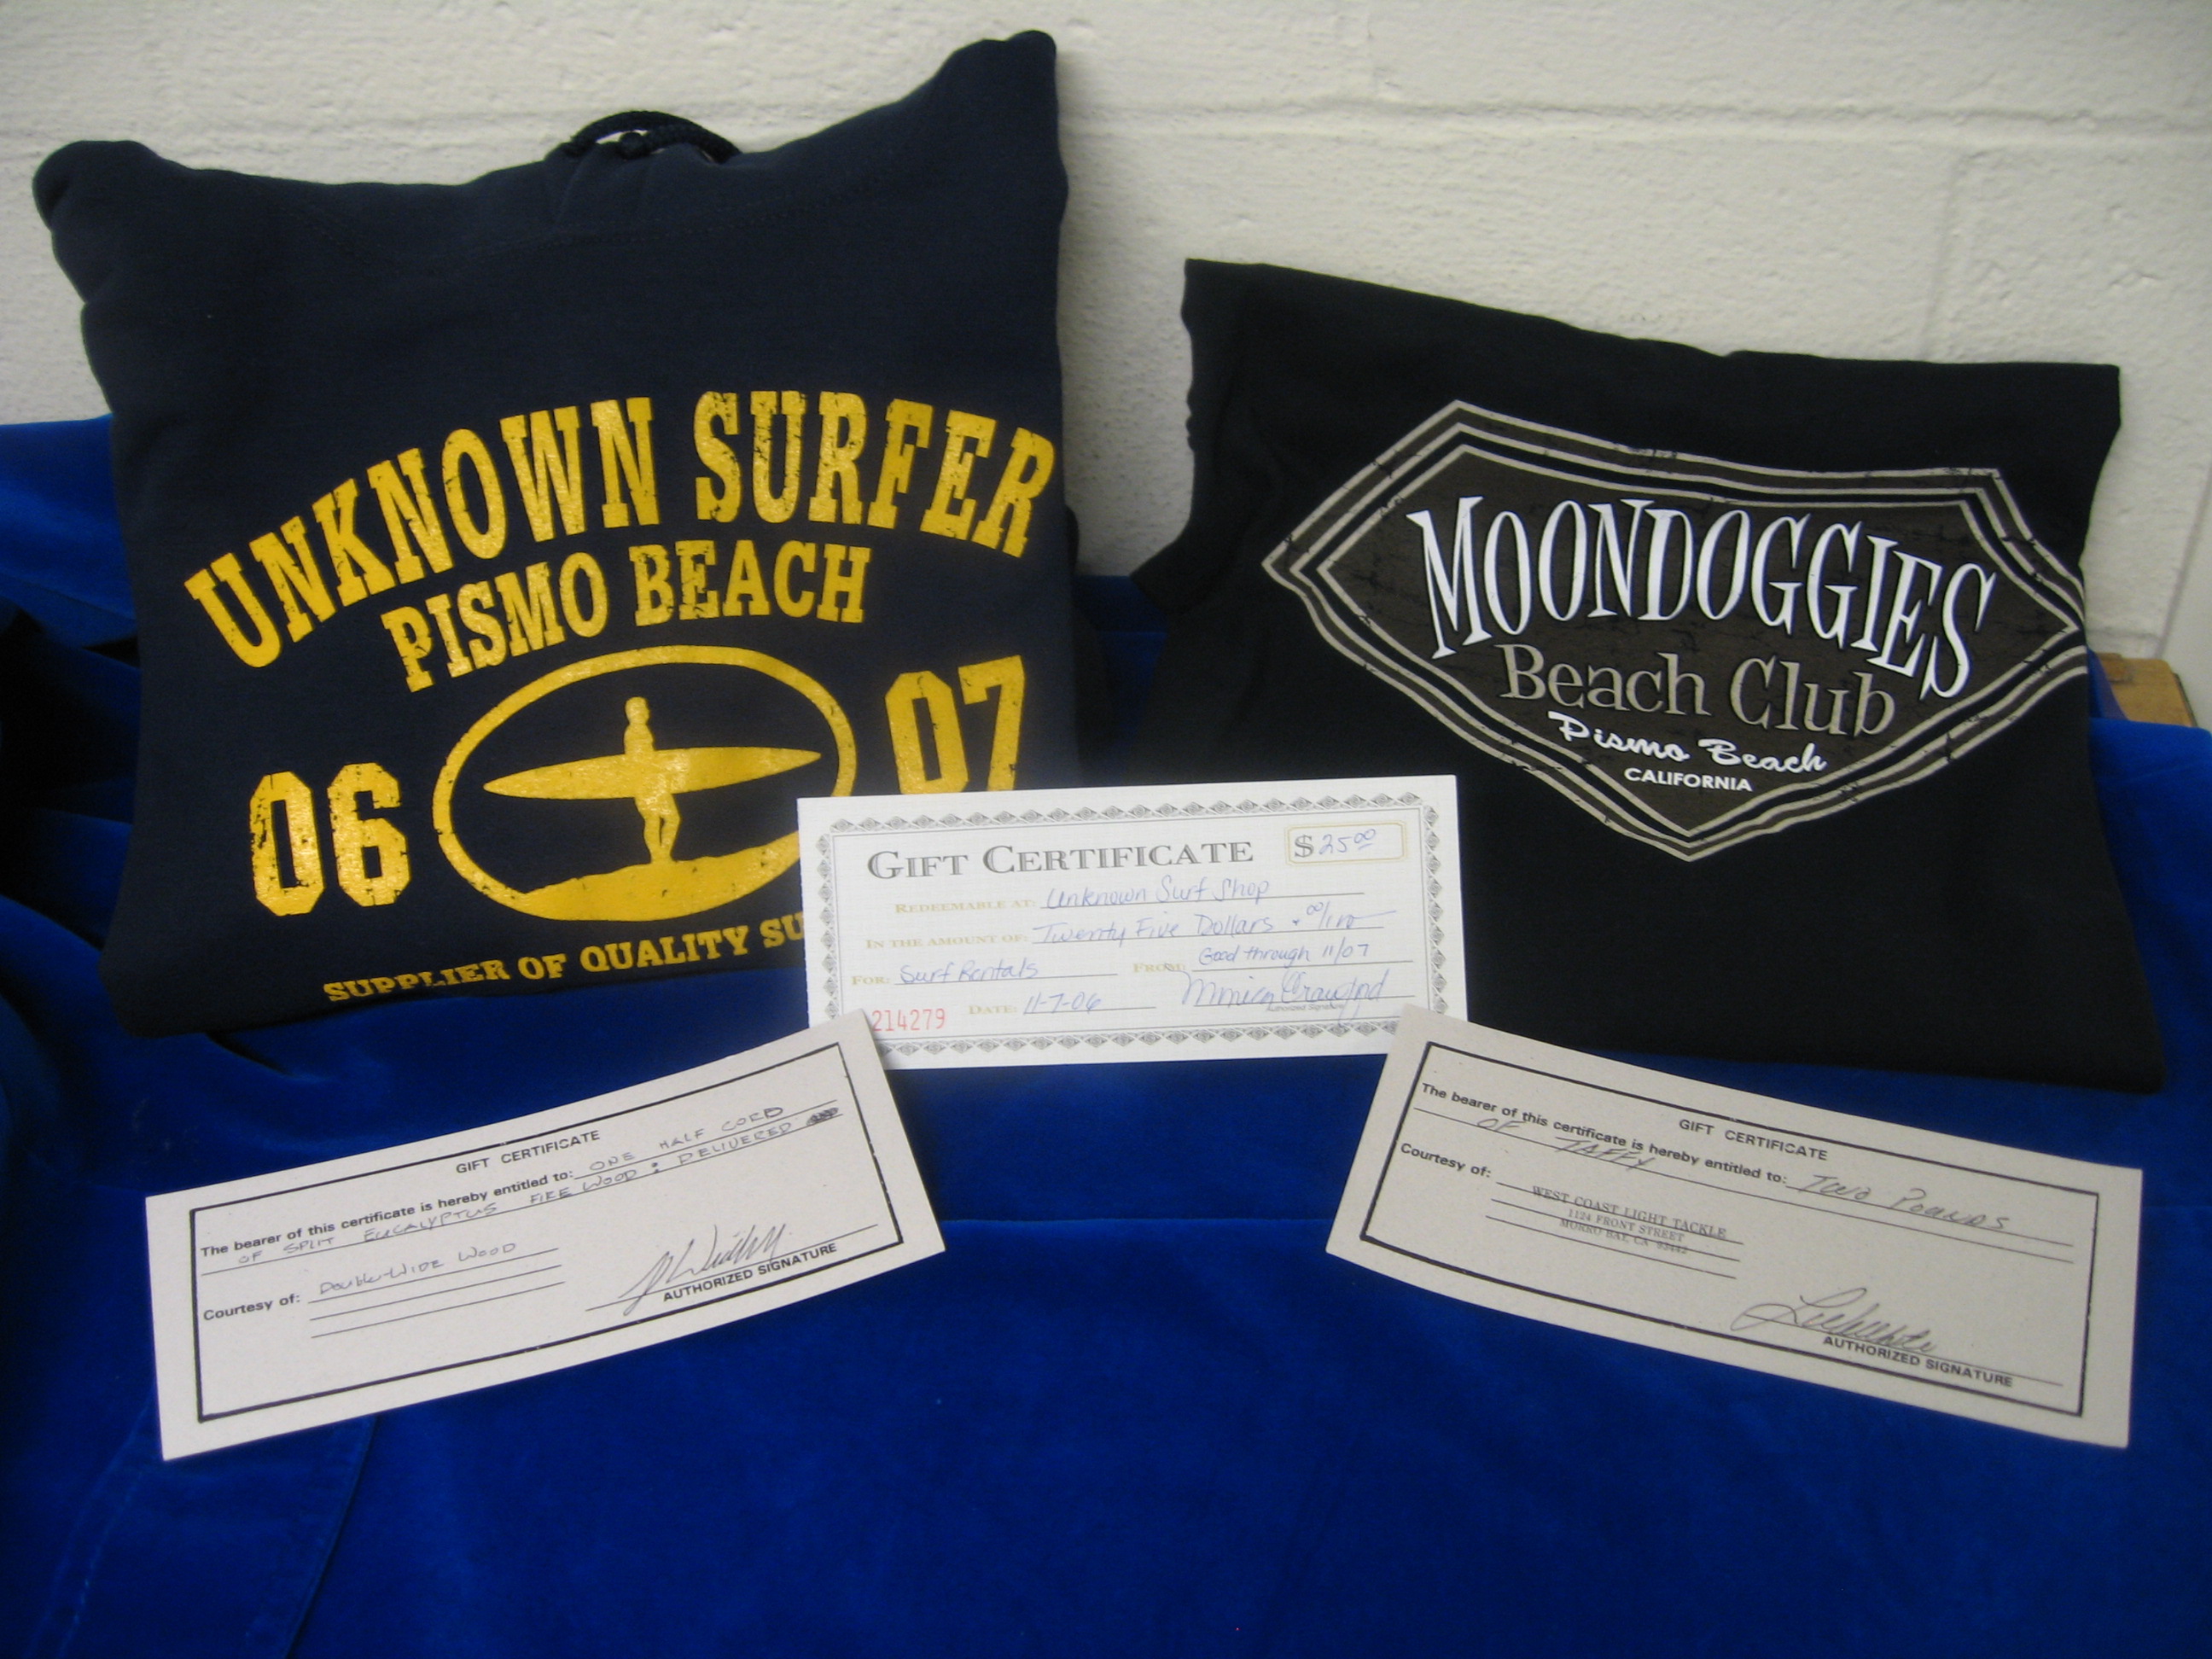 UNKNOWN SURFER
PISMO BEACH
06 07
SUPPLIER OF QUALITY SU
MOONDOGGIES
Beach Club
Pismo Beach
CALIFORNIA
GIFT CERTIFICATE $25 00
REDEEMABLE AT: Unknown Surf Shop
IN THE AMOUNT OF: Twenty Five Dollars + 00/100
FOR: Surf Rentals FROM: Good through 11/07
214279 DATE: 11-7-06
GIFT CERTIFICATE
The bearer of this certificate is hereby entitled to: ONE HALF CORD
OF SPLIT EUCALYPTUS FIRE WOOD: DELIVERED
Courtesy of: Double-Wide Wood
AUTHORIZED SIGNATURE
GIFT CERTIFICATE
The bearer of this certificate is hereby entitled to: Two Pounds
OF TAFFY
Courtesy of:
WEST COAST LIGHT TACKLE
1124 FRONT STREET
MORRO BAY, CA 93442
AUTHORIZED SIGNATURE